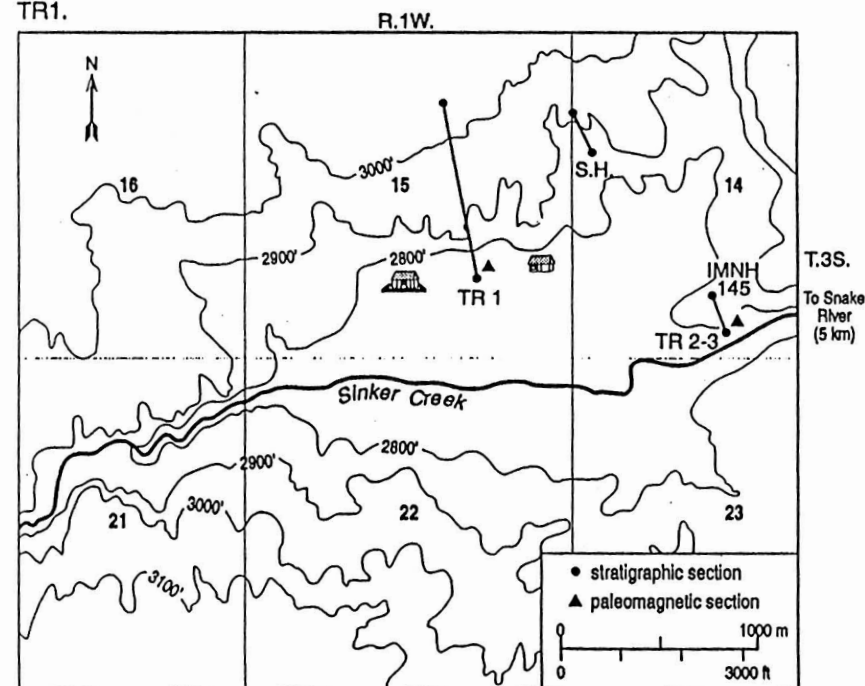 TR1.
R.1W.
N
3000'
16
15
S.H.
14
2900'
2800'
T.3S.
IMNH
145
To Snake
River
(5 km)
TR 1
TR 2-3
Sinker Creek
2800'
2900'
21
3000'
22
23
3100'
stratigraphic section
paleomagnetic section
0
1000 m
0
3000 ft